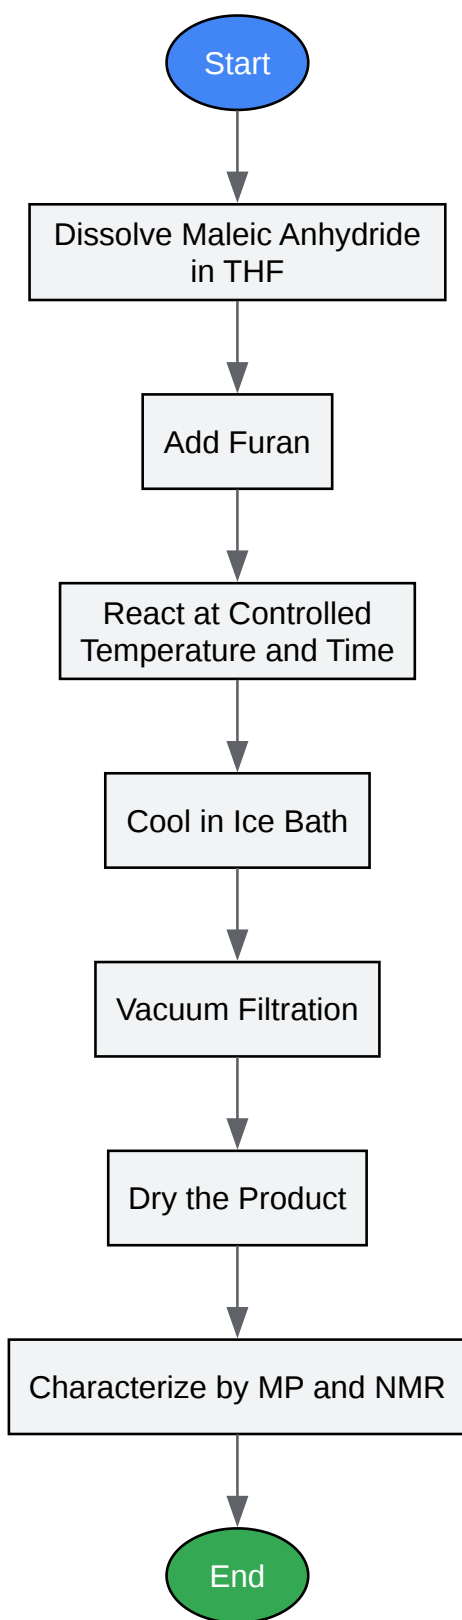 Start
Dissolve Maleic Anhydride
in THF
Add Furan
React at Controlled
Temperature and Time
Cool in Ice Bath
Vacuum Filtration
Dry the Product
Characterize by MP and NMR
End